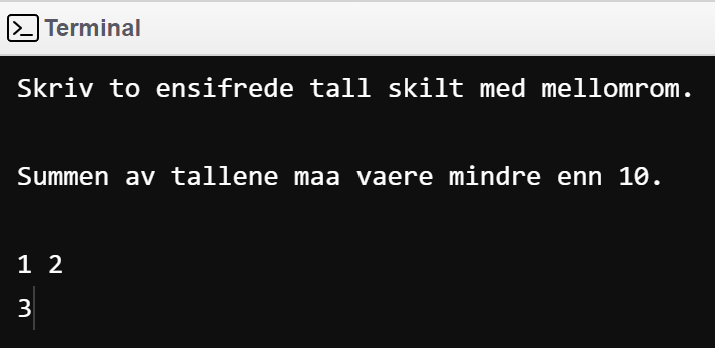 Terminal
Skriv to ensifrede tall skilt med mellomrom.
Summen av tallene maa vaere mindre enn 10.
1 2
3